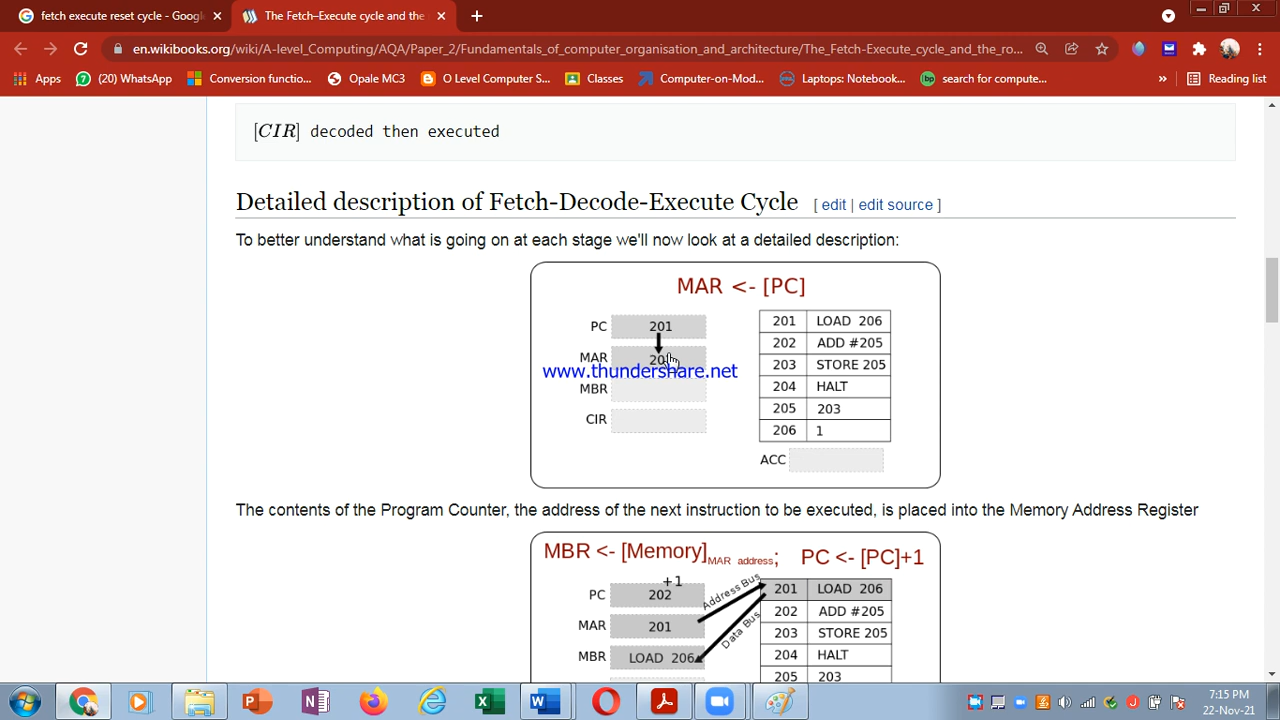 fetch execute reset cycle - Googl
The Fetch–Execute cycle and the
en.wikibooks.org/wiki/A-level_Computing/AQA/Paper_2/Fundamentals_of_computer_organisation_and_architecture/The_Fetch-Execute_cycle_and_the_ro...
Apps (20) WhatsApp Conversion functio... Opale MC3 O Level Computer S... Classes Computer-on-Mod... Laptops: Notebook... bp search for compute... » Reading list
[CIR] decoded then executed
Detailed description of Fetch-Decode-Execute Cycle [ edit | edit source ]
To better understand what is going on at each stage we'll now look at a detailed description:
MAR <- [PC]
PC 201
MAR
MBR
CIR
201 LOAD 206
202 ADD #205
203 STORE 205
204 HALT
205 203
206 1
ACC
www.thundershare.net
The contents of the Program Counter, the address of the next instruction to be executed, is placed into the Memory Address Register
MBR <- [Memory]MAR address; PC <- [PC]+1
+1
PC 202
MAR 201
MBR LOAD 206
Address Bus
Data Bus
201 LOAD 206
202 ADD #205
203 STORE 205
204 HALT
205 203
7:15 PM
22-Nov-21